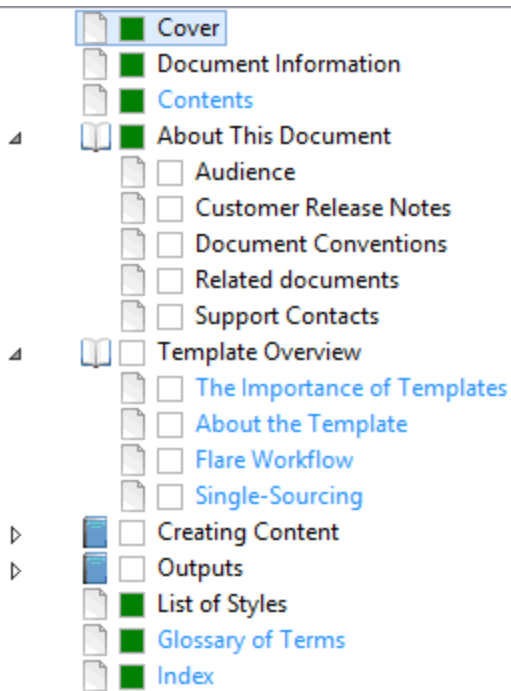 Cover
Document Information
Contents
About This Document
Audience
Customer Release Notes
Document Conventions
Related documents
Support Contacts
Template Overview
The Importance of Templates
About the Template
Flare Workflow
Single-Sourcing
Creating Content
Outputs
List of Styles
Glossary of Terms
Index